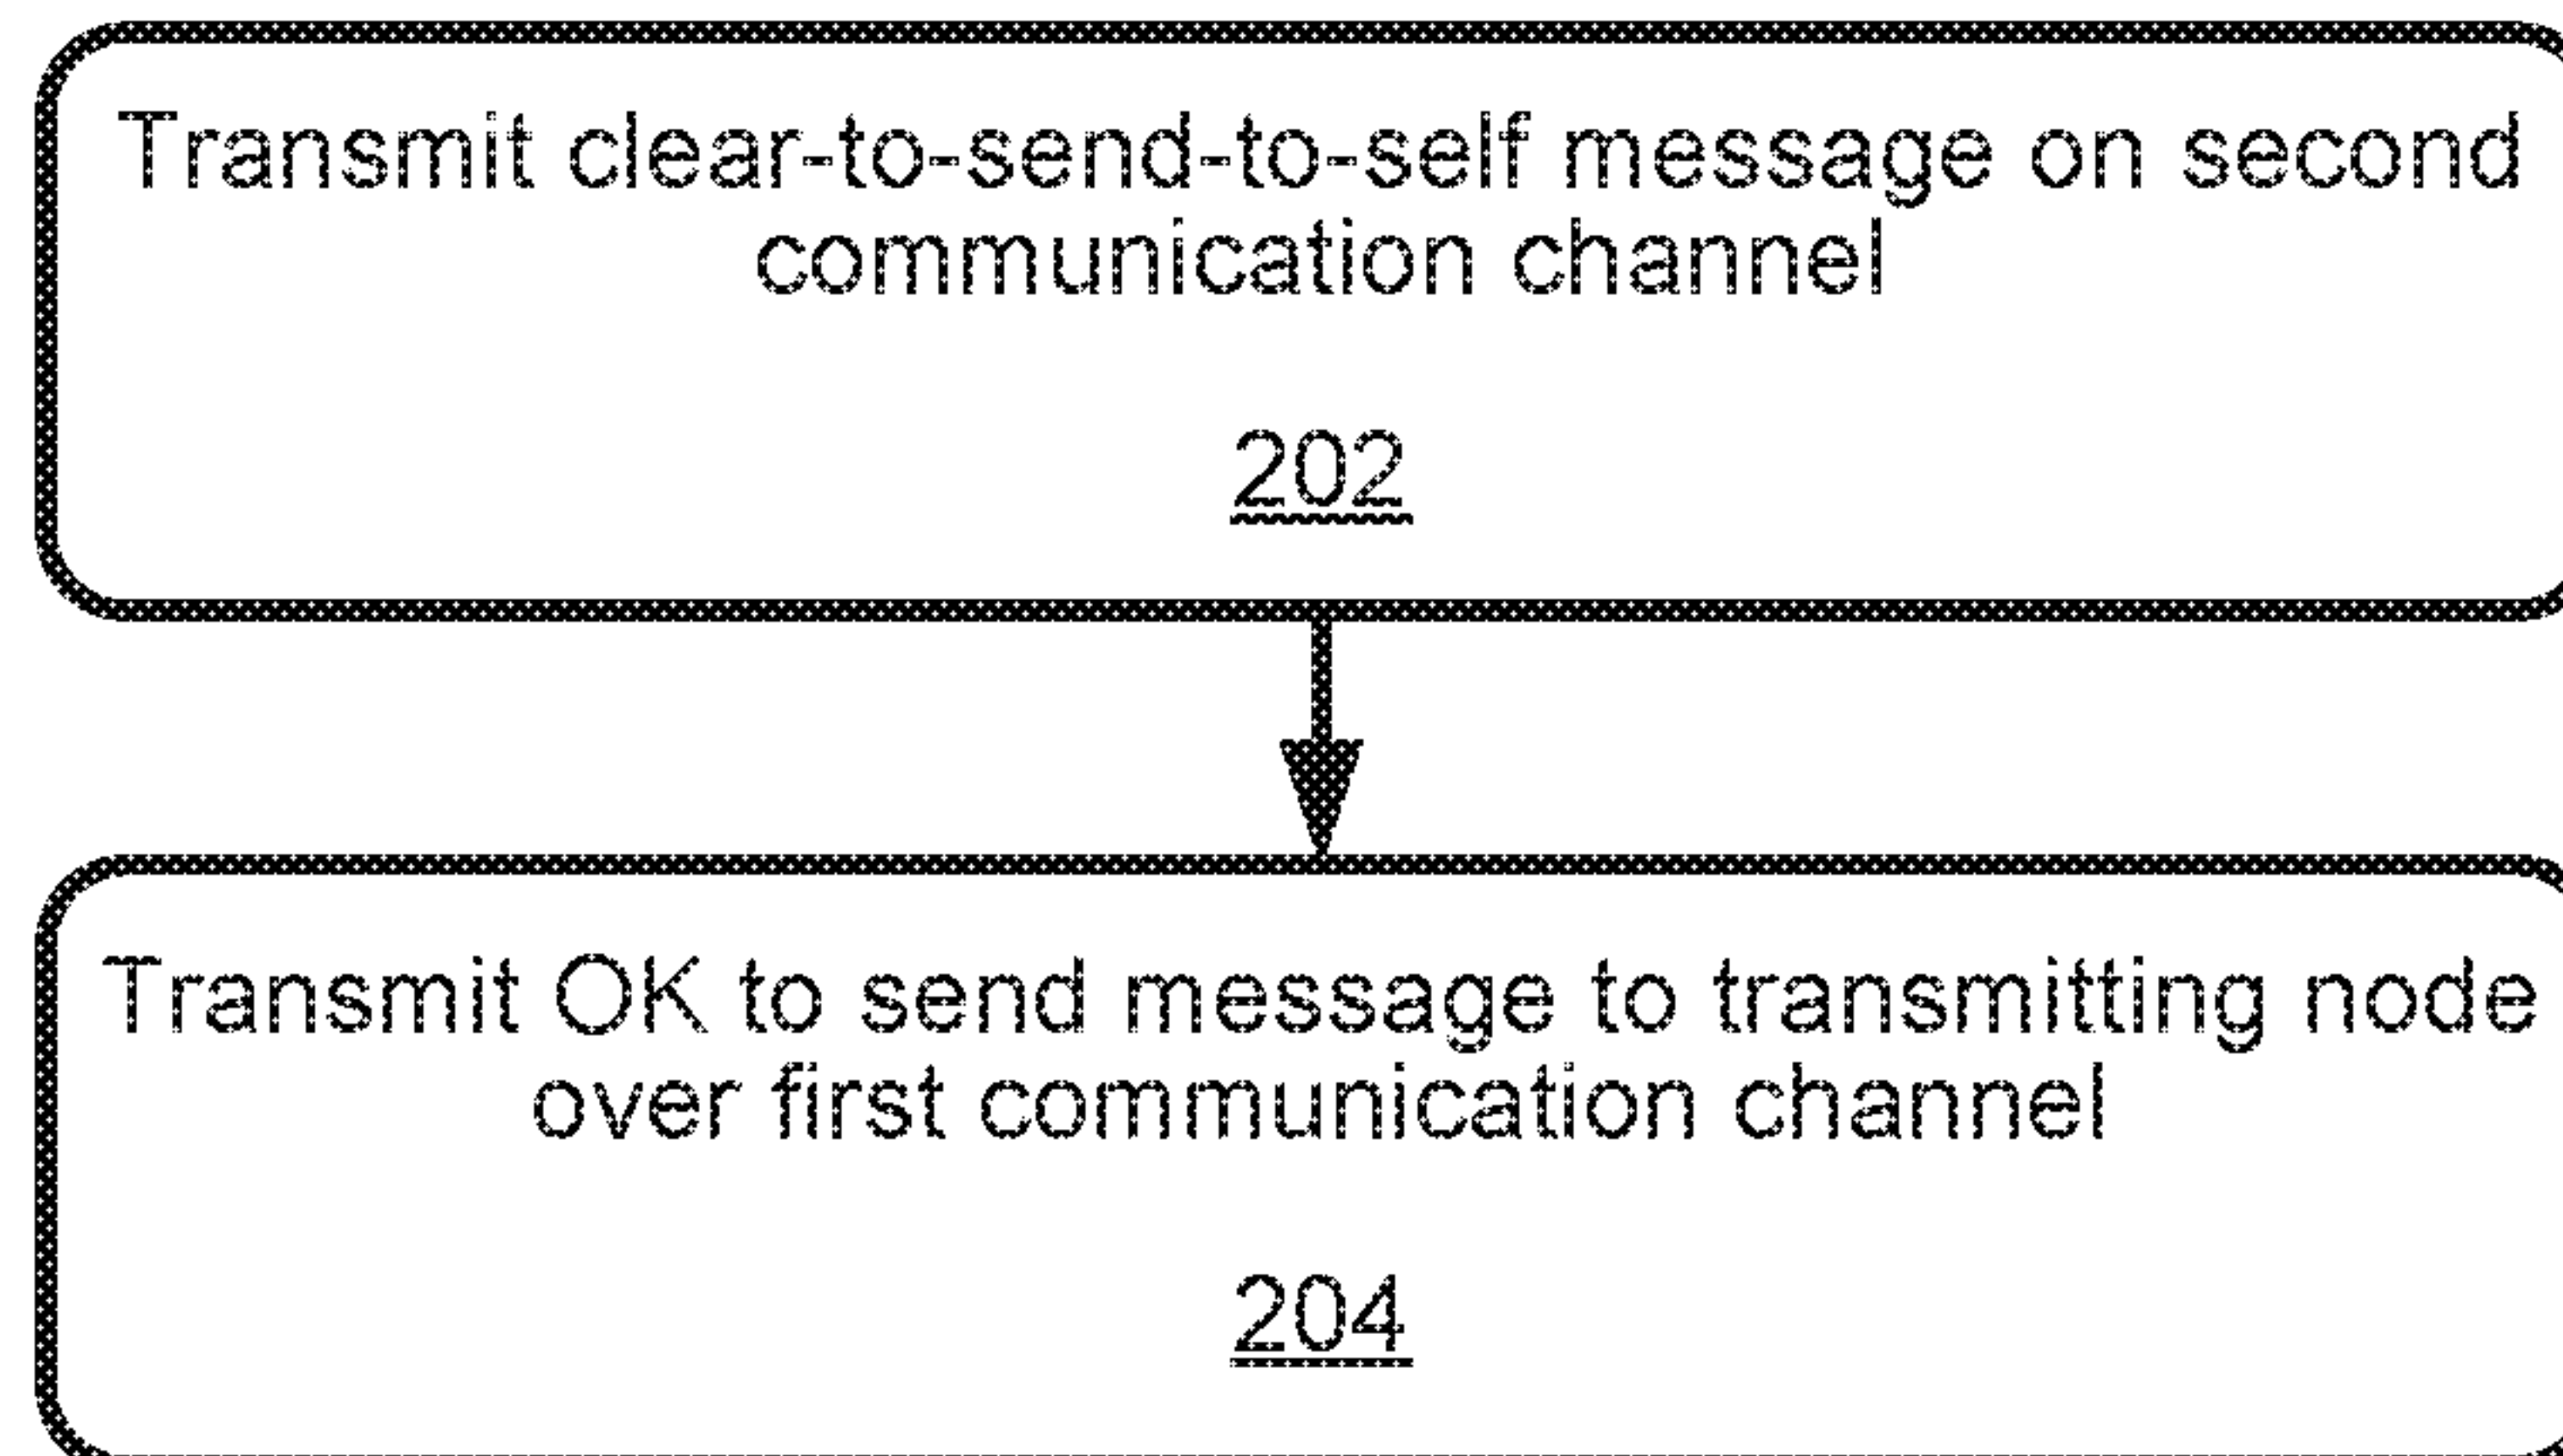 Transmit clear-to-send-to-self message on second
communication channel
202
Transmit OK to send message to transmitting node
over first communication channel
204